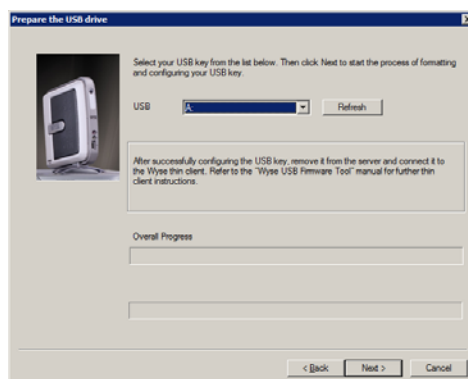 Prepare the USB drive
Select your USB key from the list below. Then click Next to start the process of formatting
and configuring your USB key.
USB
A:
Refresh
After successfully configuring the USB key, remove it from the server and connect it to
the Wyse thin client. Refer to the "Wyse USB Firmware Tool" manual for further thin
client instructions.
Overall Progress
< Back
Next >
Cancel